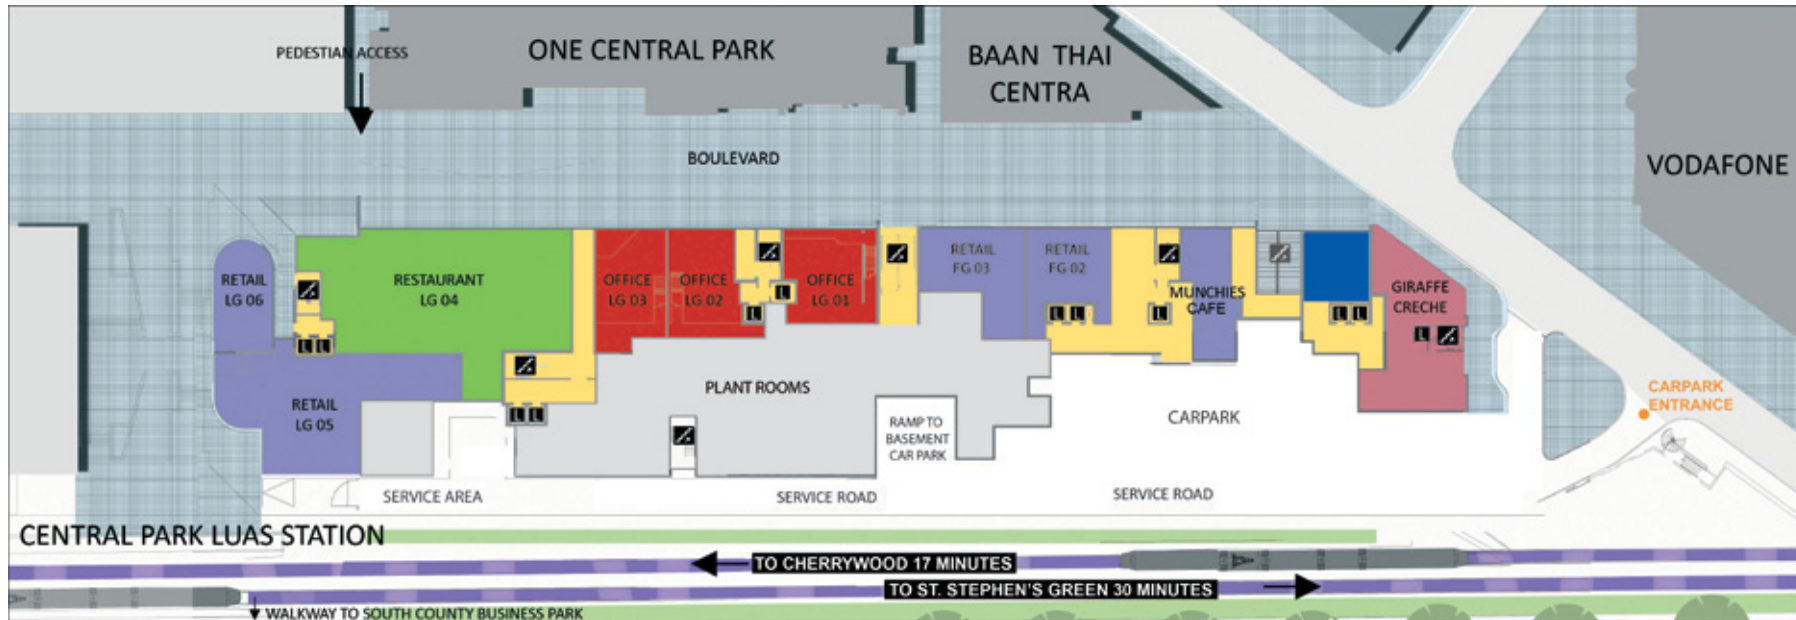 PEDESTIAN ACCESS
ONE CENTRAL PARK
BAAN THAI
CENTRA
VODAFONE
BOULEVARD
RETAIL
LG 06
RESTAURANT
LG 04
OFFICE
LG 03
OFFICE
LG 02
OFFICE
LG 01
RETAIL
FG 03
RETAIL
FG 02
MUNCHIES
CAFE
GIRAFFE
CRECHE
L
L L
L
L L
L
L L
L
L L
RETAIL
LG 05
PLANT ROOMS
RAMP TO
BASEMENT
CAR PARK
CARPARK
CARPARK
ENTRANCE
SERVICE AREA
SERVICE ROAD
SERVICE ROAD
CENTRAL PARK LUAS STATION
TO CHERRYWOOD 17 MINUTES
TO ST. STEPHEN'S GREEN 30 MINUTES
WALKWAY TO SOUTH COUNTY BUSINESS PARK